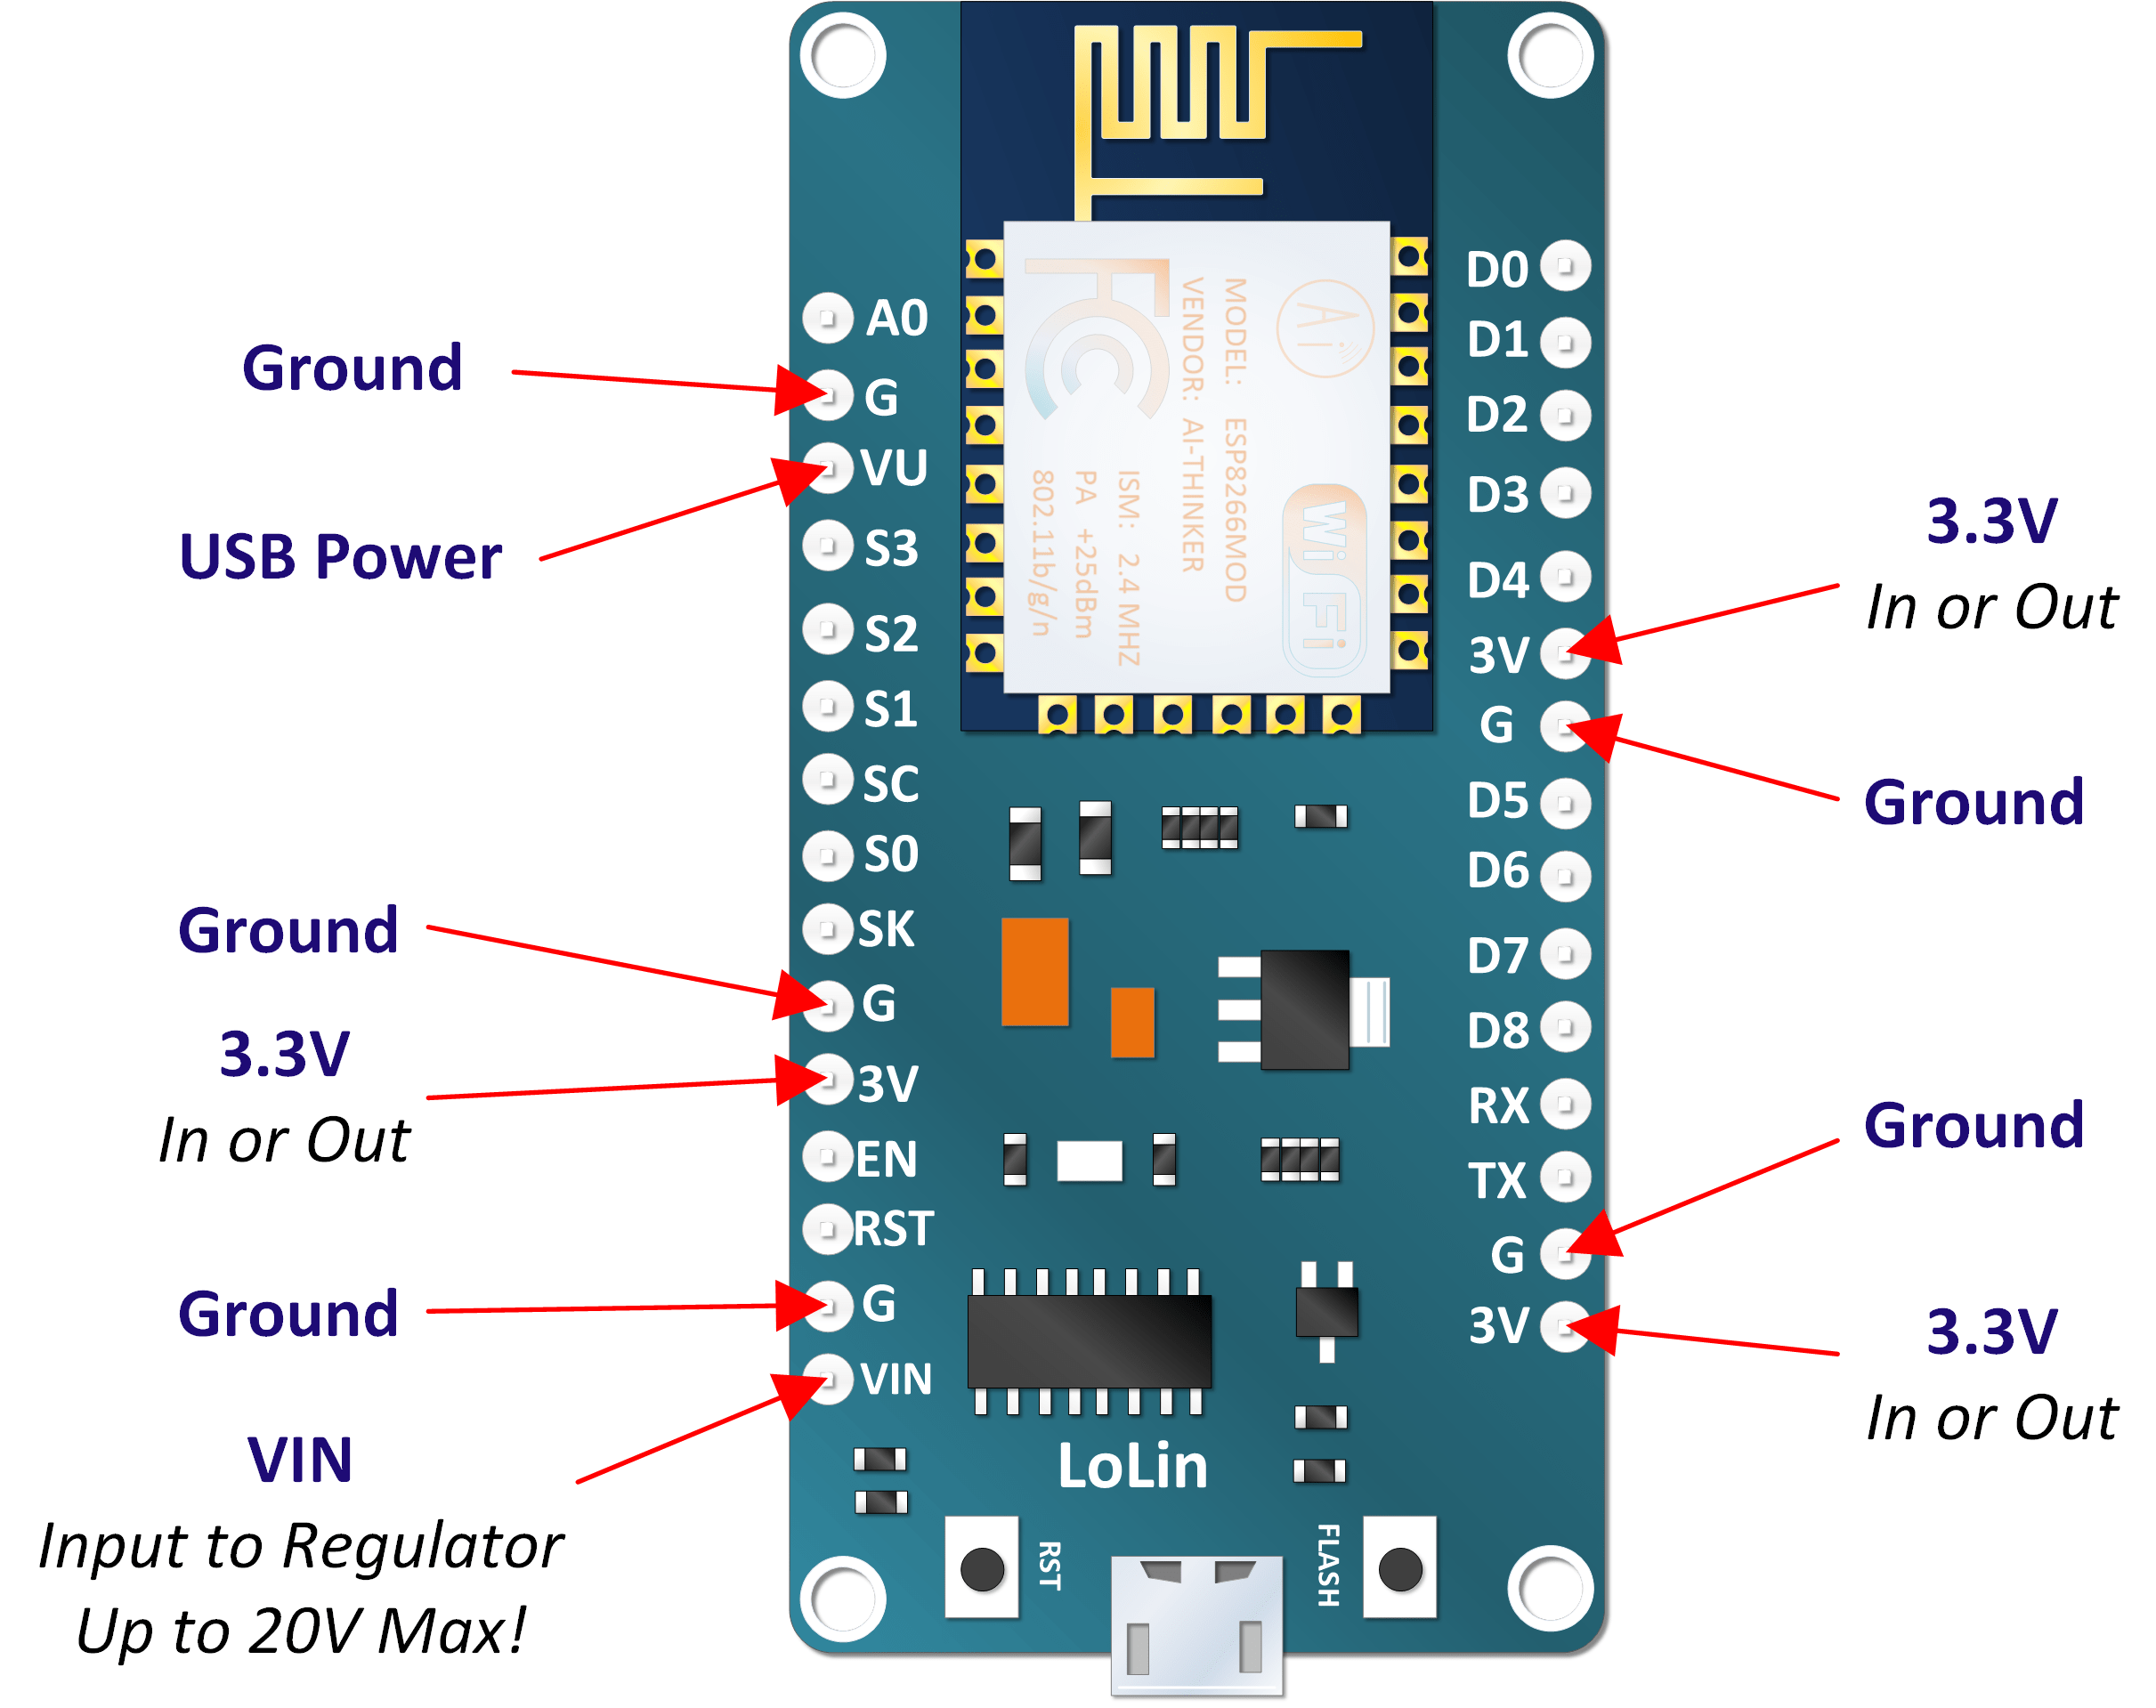 Ground
USB Power
Ground
3.3V
In or Out
Ground
VIN
Input to Regulator
Up to 20V Max!
A0
G
VU
S3
S2
S1
SC
S0
SK
G
3V
EN
RST
G
VIN
FCC
Ai
MODEL: ESP8266MOD
VENDOR: AI-THINKER
ISM: 2.4 MHZ
PA +25dBm
802.11b/g/n
Wi Fi
LoLin
RST
FLASH
D0
D1
D2
D3
D4
3V
G
D5
D6
D7
D8
RX
TX
G
3V
3.3V
In or Out
Ground
Ground
3.3V
In or Out